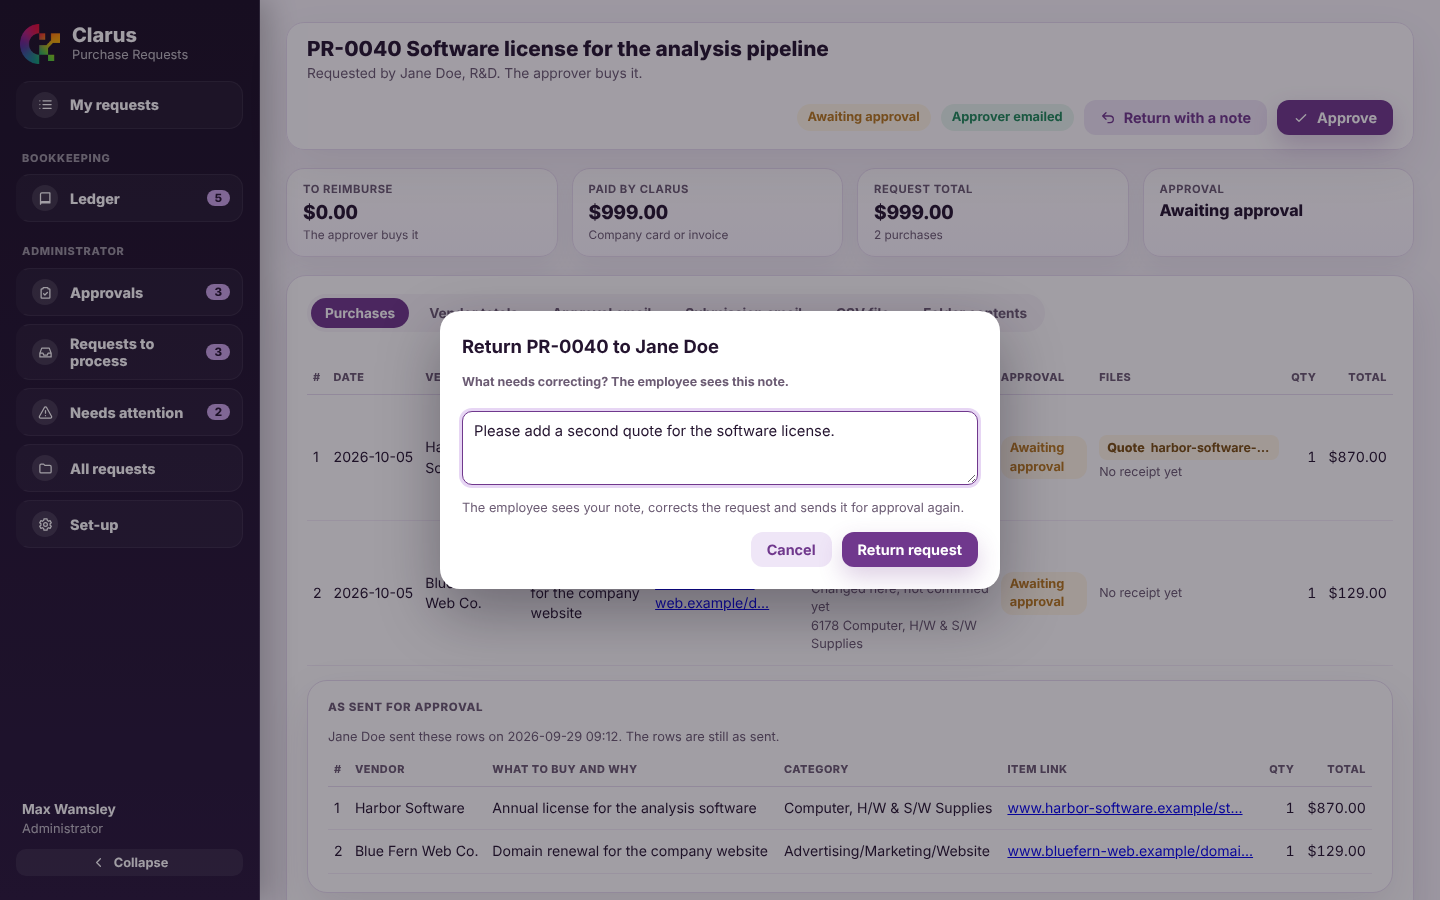 Clarus
Purchase Requests
My requests
BOOKKEEPING
Ledger 5
ADMINISTRATOR
Approvals 3
Requests to process 3
Needs attention 2
All requests
Set-up
Max Wamsley
Administrator
Collapse
PR-0040 Software license for the analysis pipeline
Requested by Jane Doe, R&D. The approver buys it.
Awaiting approval Approver emailed Return with a note Approve
TO REIMBURSE
$0.00
The approver buys it
PAID BY CLARUS
$999.00
Company card or invoice
REQUEST TOTAL
$999.00
2 purchases
APPROVAL
Awaiting approval
Purchases
Return PR-0040 to Jane Doe
What needs correcting? The employee sees this note.
Please add a second quote for the software license.
The employee sees your note, corrects the request and sends it for approval again.
Cancel Return request
# DATE APPROVAL FILES QTY TOTAL
1 2026-10-05 Awaiting approval Quote harbor-software-... 1 $870.00
No receipt yet
2 2026-10-05 Web Co. for the company website web.example/d... yet Awaiting approval No receipt yet 1 $129.00
6178 Computer, H/W & S/W Supplies
AS SENT FOR APPROVAL
Jane Doe sent these rows on 2026-09-29 09:12. The rows are still as sent.
# VENDOR WHAT TO BUY AND WHY CATEGORY ITEM LINK QTY TOTAL
1 Harbor Software Annual license for the analysis software Computer, H/W & S/W Supplies www.harbor-software.example/st... 1 $870.00
2 Blue Fern Web Co. Domain renewal for the company website Advertising/Marketing/Website www.bluefern-web.example/domai... 1 $129.00